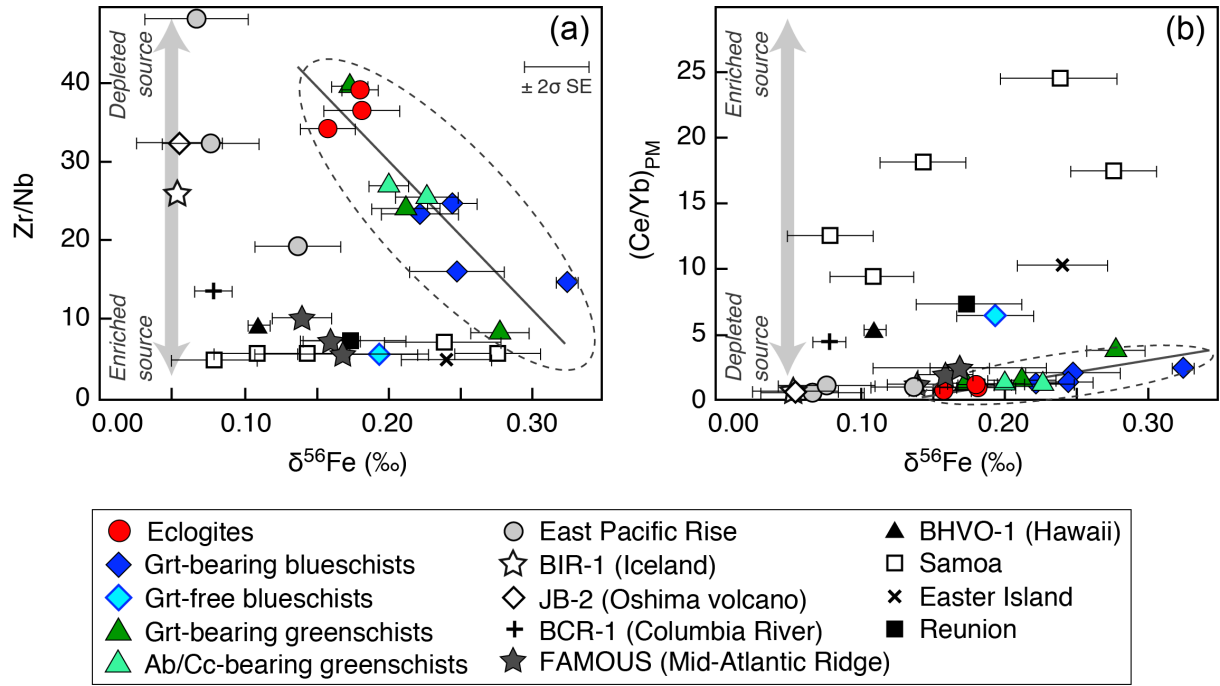 (a)
Depleted
source
± 2σ SE
40
30
20
10
0
Zr/Nb
Enriched
source
0.00
0.10
0.20
0.30
δ56Fe (‰)
(b)
Enriched
source
25
20
15
10
5
0
(Ce/Yb)PM
Depleted
source
0.00
0.10
0.20
0.30
δ56Fe (‰)
Eclogites
Grt-bearing blueschists
Grt-free blueschists
Grt-bearing greenschists
Ab/Cc-bearing greenschists
East Pacific Rise
BIR-1 (Iceland)
JB-2 (Oshima volcano)
BCR-1 (Columbia River)
FAMOUS (Mid-Atlantic Ridge)
BHVO-1 (Hawaii)
Samoa
Easter Island
Reunion